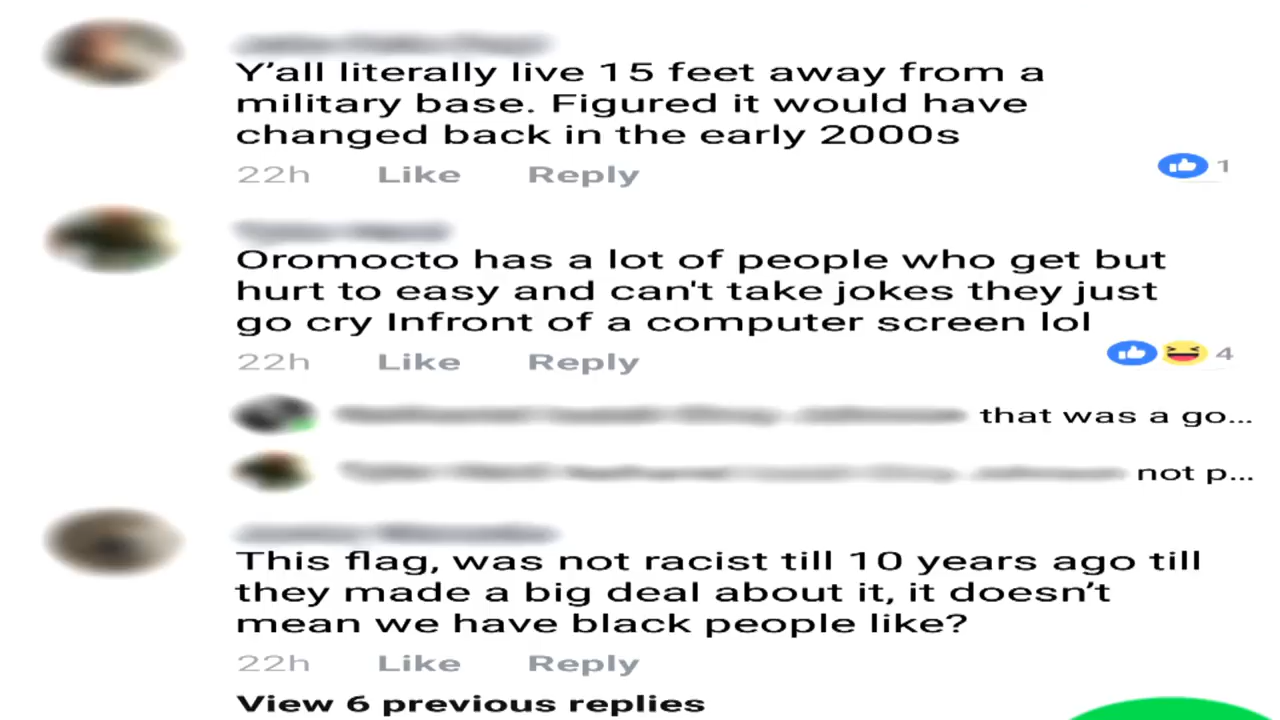 Y’all literally live 15 feet away from a
military base. Figured it would have
changed back in the early 2000s
22h Like Reply 1
Oromocto has a lot of people who get but
hurt to easy and can't take jokes they just
go cry Infront of a computer screen lol
22h Like Reply 4
that was a go...
not p...
This flag, was not racist till 10 years ago till
they made a big deal about it, it doesn’t
mean we have black people like?
22h Like Reply
View 6 previous replies